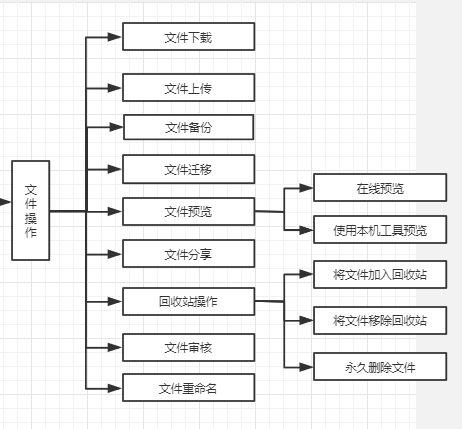 文件操作
文件下载
文件上传
文件备份
文件迁移
文件预览
在线预览
使用本机工具预览
文件分享
回收站操作
将文件加入回收站
将文件移除回收站
永久删除文件
文件审核
文件重命名